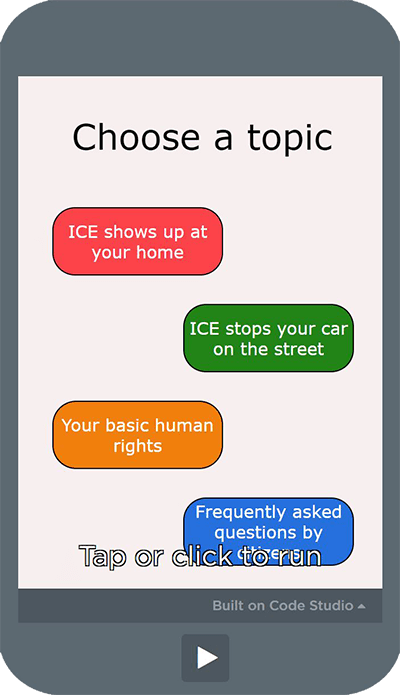 Choose a topic
ICE shows up at
your home
ICE stops your car
on the street
Your basic human
rights
Frequently asked
questions by
citizens
Tap or click to run
Built on Code Studio